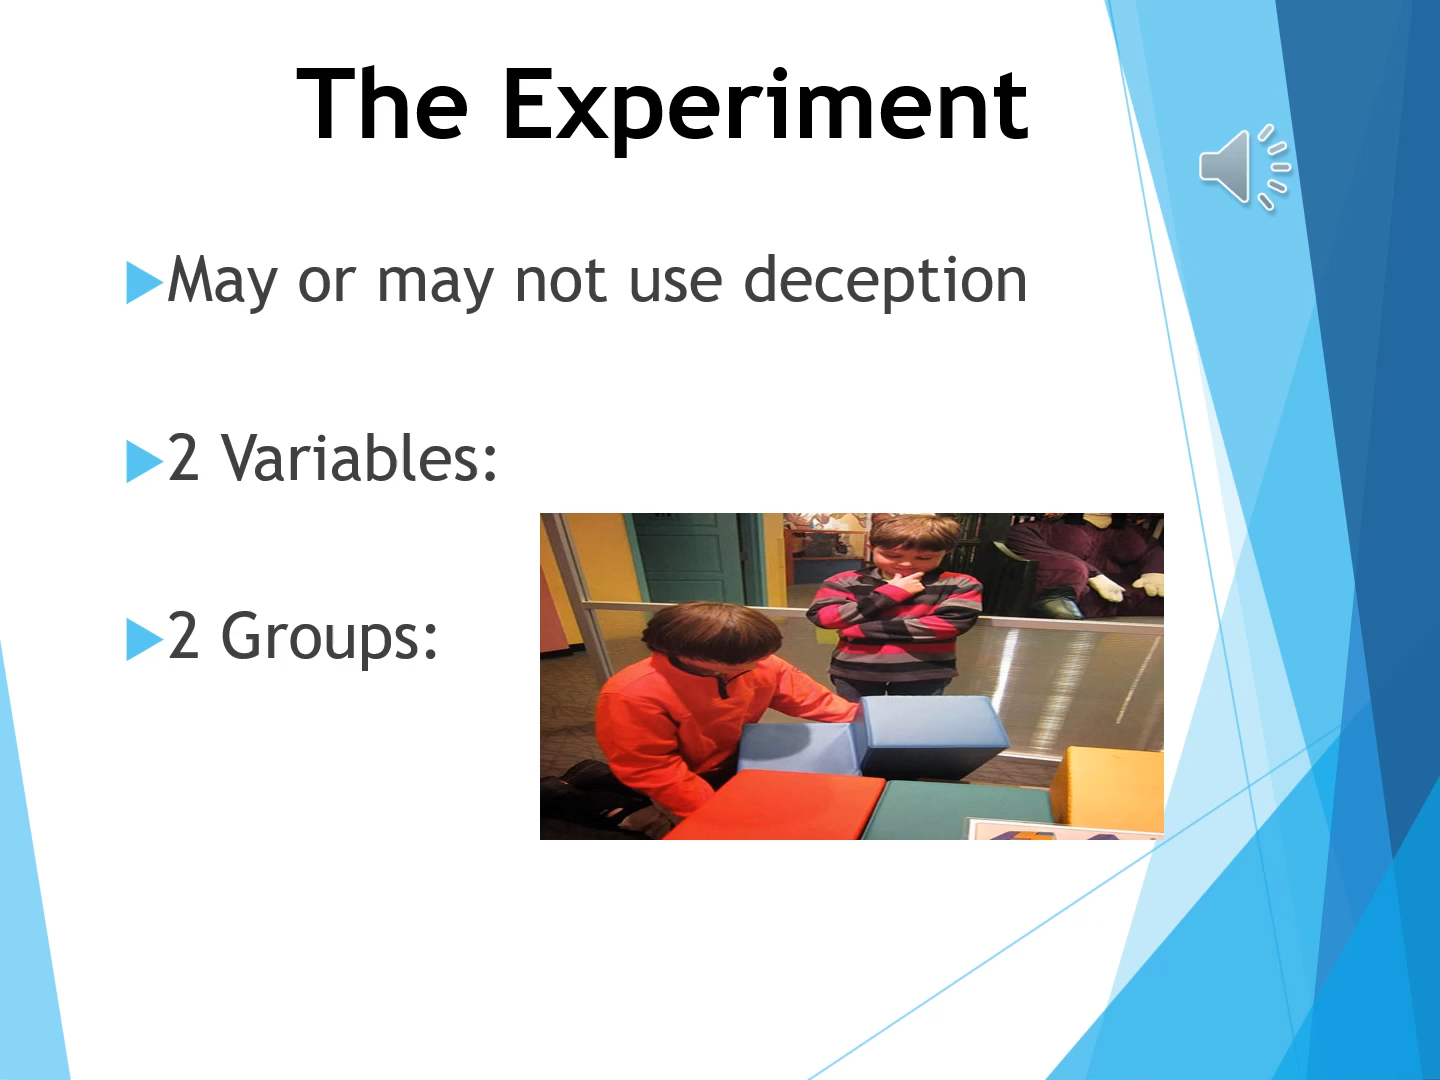 The Experiment
May or may not use deception
2 Variables:
2 Groups: